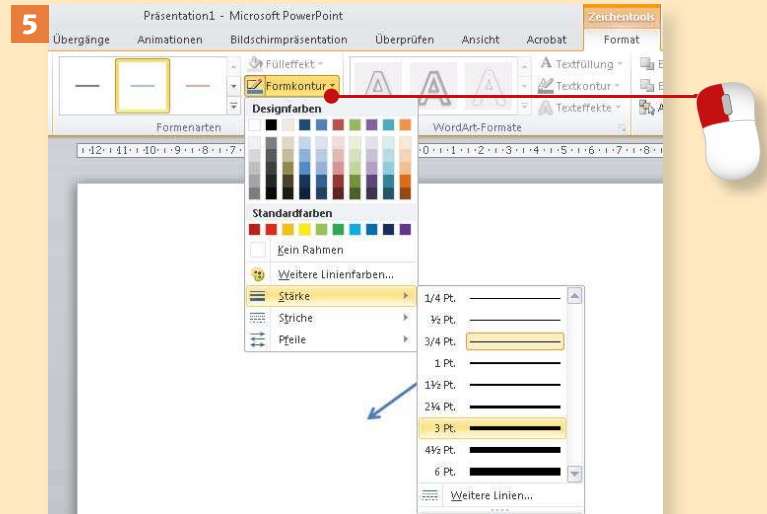 5
Präsentation1 - Microsoft PowerPoint
Zeichentools
Übergänge Animationen Bildschirmpräsentation Überprüfen Ansicht Acrobat Format
Fülleffekt
Formkontur
Textfüllung
Textkontur
Texteffekte
Formenarten
WordArt-Formate
Designfarben
Standardfarben
Kein Rahmen
Weitere Linienfarben...
Stärke
Striche
Pfeile
1/4 Pt.
½ Pt.
3/4 Pt.
1 Pt.
1½ Pt.
2¼ Pt.
3 Pt.
4½ Pt.
6 Pt.
Weitere Linien...